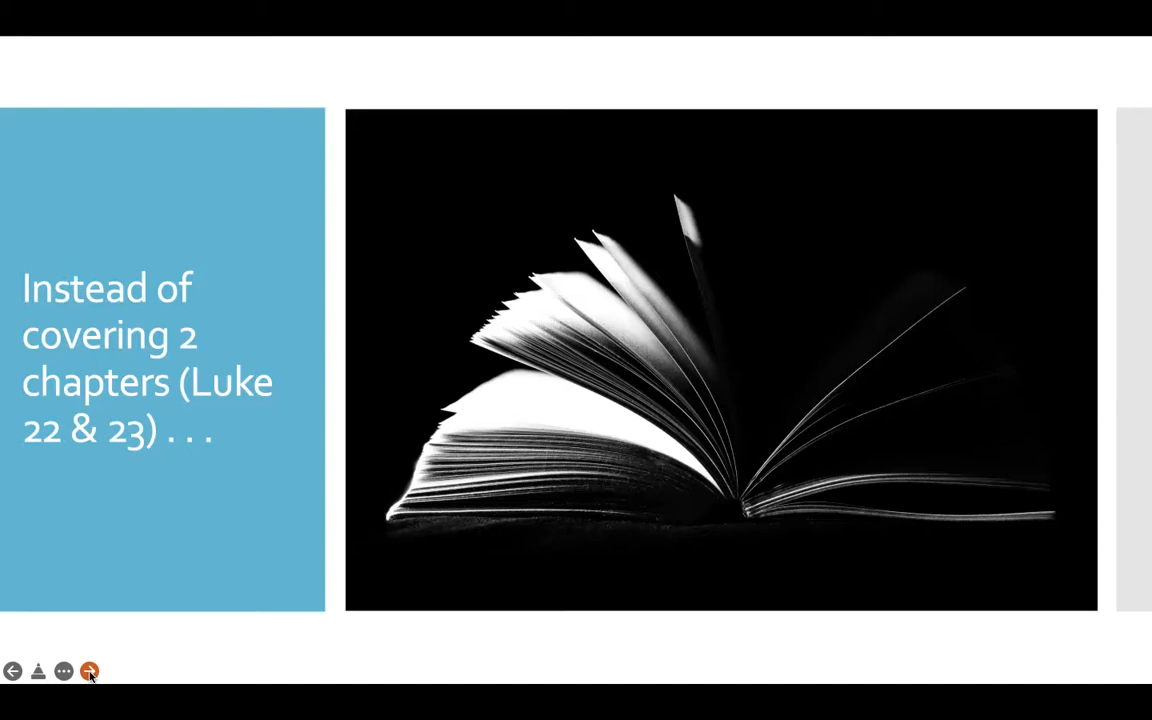 Instead of
covering 2
chapters (Luke
22 & 23) . . .